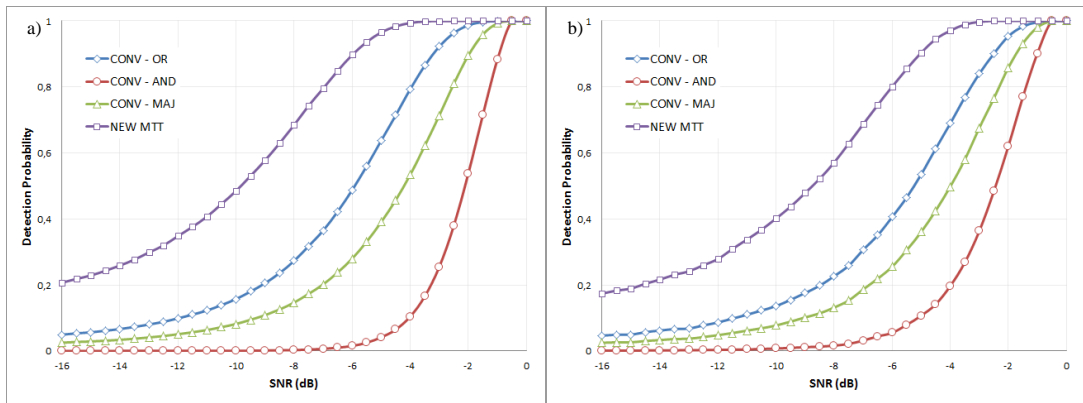 a)
1
0,8
0,6
0,4
0,2
0
Detection Probability
CONV - OR
CONV - AND
CONV - MAJ
NEW MTT
-16 -14 -12 -10 -8 -6 -4 -2 0
SNR (dB)
b)
1
0,8
0,6
0,4
0,2
0
Detection Probability
CONV - OR
CONV - AND
CONV - MAJ
NEW MTT
-16 -14 -12 -10 -8 -6 -4 -2 0
SNR (dB)